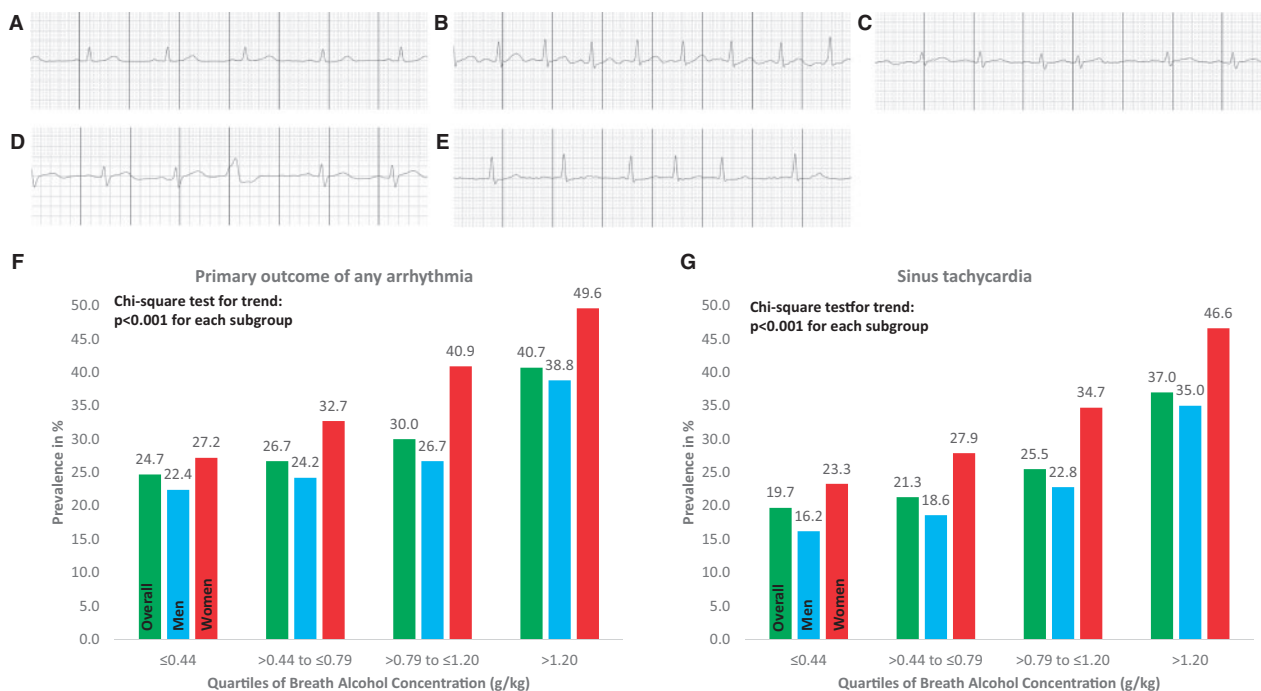 A
B
C
D
E
F
Primary outcome of any arrhythmia
Chi-square test for trend:
p<0.001 for each subgroup
Prevalence in %
50.0
45.0
40.0
35.0
30.0
25.0
20.0
15.0
10.0
5.0
0.0
24.7
22.4
27.2
26.7
24.2
32.7
30.0
26.7
40.9
40.7
38.8
49.6
Overall
Men
Women
≤0.44
>0.44 to ≤0.79
>0.79 to ≤1.20
>1.20
Quartiles of Breath Alcohol Concentration (g/kg)
G
Sinus tachycardia
Chi-square testfor trend:
p<0.001 for each subgroup
Prevalence in %
50.0
45.0
40.0
35.0
30.0
25.0
20.0
15.0
10.0
5.0
0.0
19.7
16.2
23.3
21.3
18.6
27.9
25.5
22.8
34.7
37.0
35.0
46.6
Overall
Men
Women
≤0.44
>0.44 to ≤0.79
>0.79 to ≤1.20
>1.20
Quartiles of Breath Alcohol Concentration (g/kg)